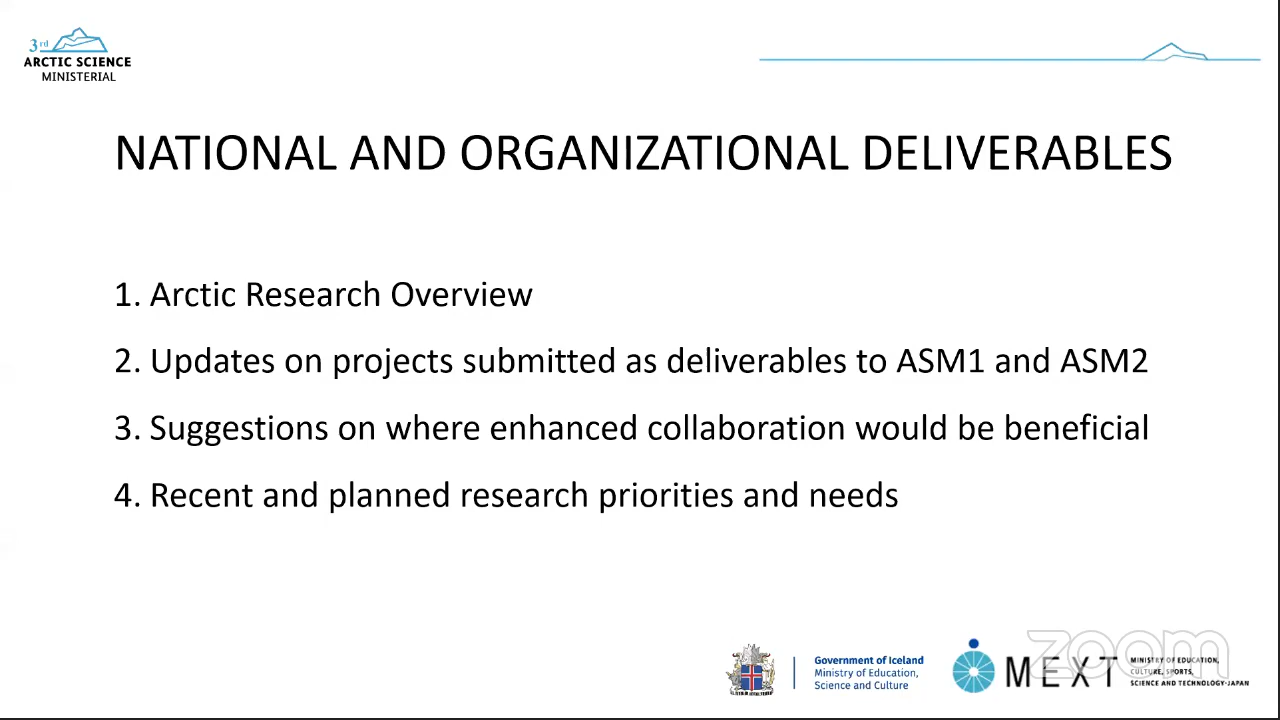 3rd
ARCTIC SCIENCE
MINISTERIAL
NATIONAL AND ORGANIZATIONAL DELIVERABLES
1. Arctic Research Overview
2. Updates on projects submitted as deliverables to ASM1 and ASM2
3. Suggestions on where enhanced collaboration would be beneficial
4. Recent and planned research priorities and needs
Government of Iceland
Ministry of Education,
Science and Culture
MEXT
MINISTRY OF EDUCATION,
CULTURE, SPORTS,
SCIENCE AND TECHNOLOGY-JAPAN
zoom